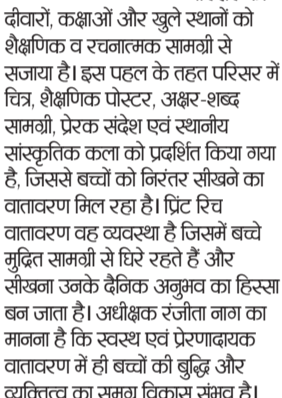 दीवारों, कक्षाओं और खुले स्थानों को
शैक्षणिक व रचनात्मक सामग्री से
सजाया है। इस पहल के तहत परिसर में
चित्र, शैक्षणिक पोस्टर, अक्षर-शब्द
सामग्री, प्रेरक संदेश एवं स्थानीय
सांस्कृतिक कला को प्रदर्शित किया गया
है, जिससे बच्चों को निरंतर सीखने का
वातावरण मिल रहा है। प्रिंट रिच
वातावरण वह व्यवस्था है जिसमें बच्चे
मुद्रित सामग्री से घिरे रहते हैं और
सीखना उनके दैनिक अनुभव का हिस्सा
बन जाता है। अधीक्षक रंजीता नाग का
मानना है कि स्वस्थ एवं प्रेरणादायक
वातावरण में ही बच्चों की बुद्धि और
व्यक्तित्व का समग्र विकास संभव है।